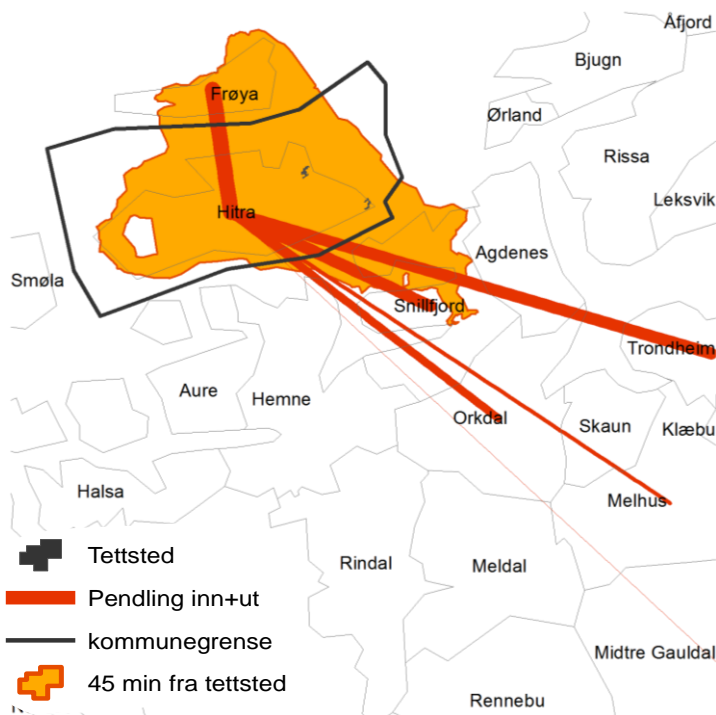 Åfjord
Bjugn
Frøya
Ørland
Rissa
Leksvik
Hitra
Agdenes
Smøla
Snillfjord
Trondheim
Aure
Hemne
Orkdal
Skaun
Klæbu
Halsa
Melhus
Tettsted
Rindal
Meldal
Pendling inn+ut
kommunegrense
Midtre Gauldal
45 min fra tettsted
Rennebu